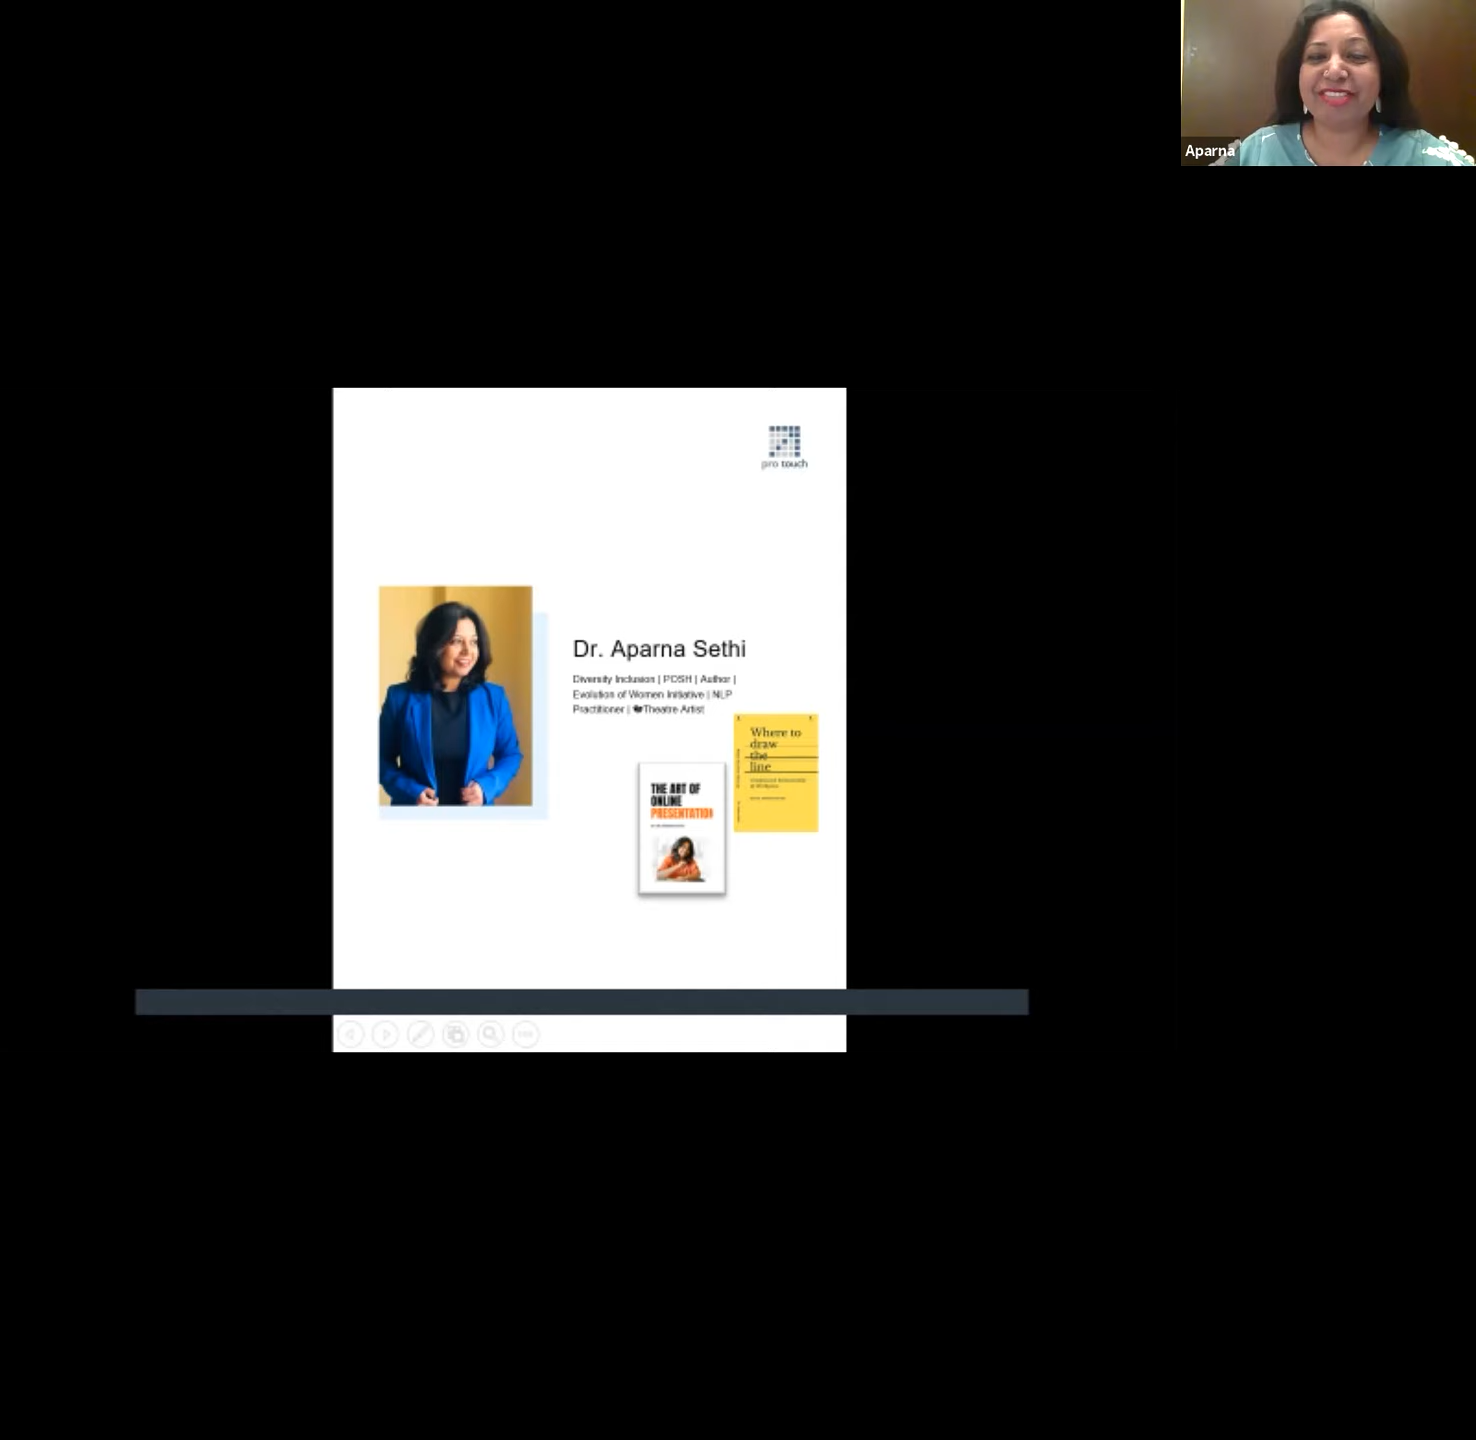 Aparna
pro touch
Dr. Aparna Sethi
Diversity Inclusion | POSH | Author |
Evolution of Women Initiative | NLP
Practitioner | Theatre Artist
Where to
draw
the
line
THE ART OF
ONLINE
PRESENTATION